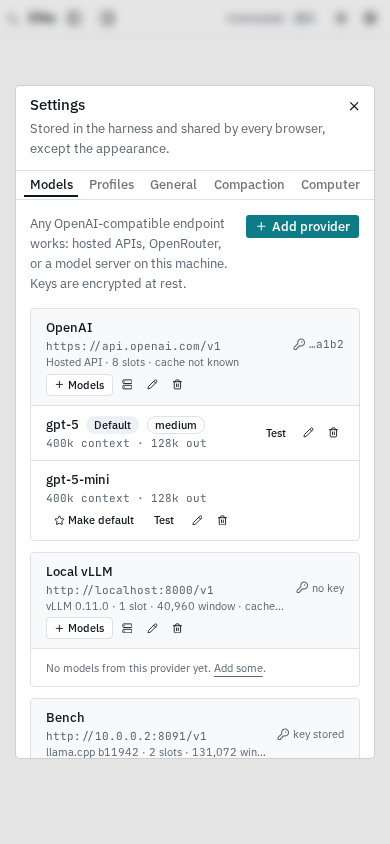 Settings
Stored in the harness and shared by every browser,
except the appearance.
Models Profiles General Compaction Computer
Any OpenAI-compatible endpoint
works: hosted APIs, OpenRouter,
or a model server on this machine.
Keys are encrypted at rest.
+ Add provider
OpenAI
https://api.openai.com/v1
…a1b2
Hosted API · 8 slots · cache not known
+ Models
gpt-5 Default medium
400k context · 128k out
Test
gpt-5-mini
400k context · 128k out
Make default Test
Local vLLM
http://localhost:8000/v1
no key
vLLM 0.11.0 · 1 slot · 40,960 window · cache…
+ Models
No models from this provider yet. Add some.
Bench
http://10.0.0.2:8091/v1
key stored
llama.cpp b11942 · 2 slots · 131,072 win…